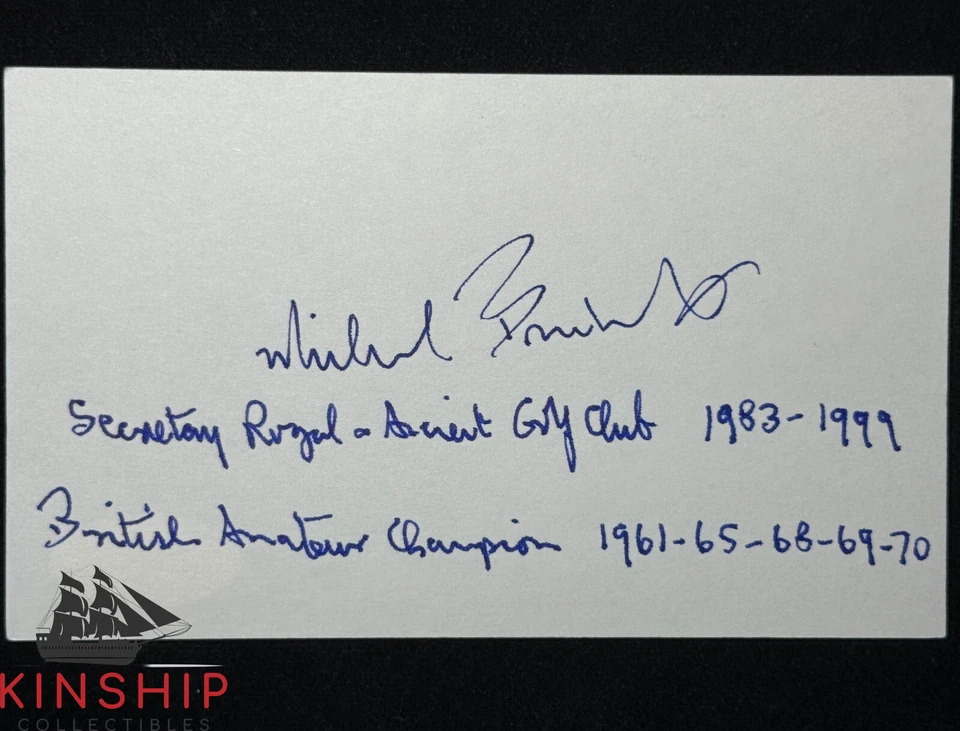 Michael Bonallack
Secretary Royal & Ancient Golf Club 1983-1999
British Amateur Champion 1961-65-68-69-70
KINSHIP
COLLECTIBLES